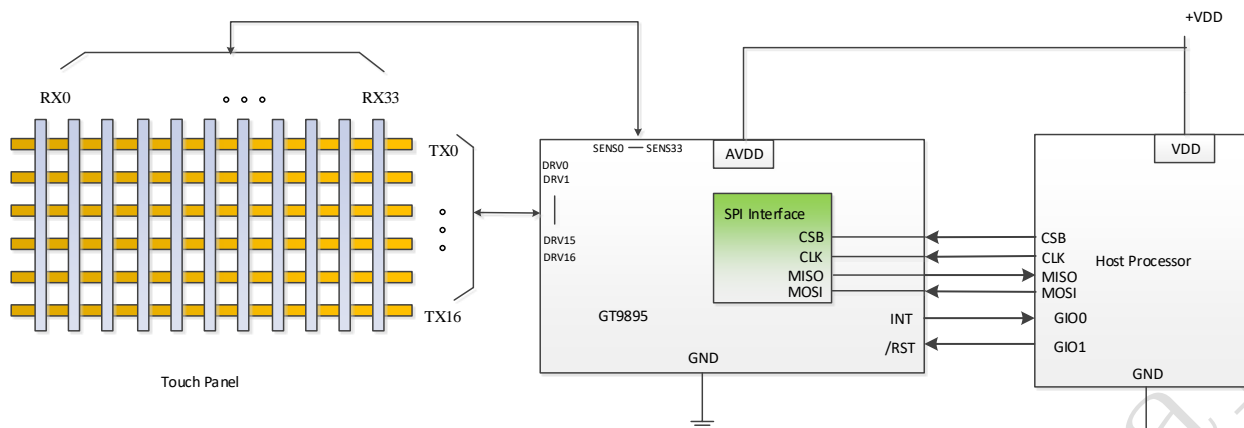 +VDD
RX0
RX33
TX0
TX16
Touch Panel
SENS0 — SENS33
AVDD
DRV0
DRV1
DRV15
DRV16
SPI Interface
CSB
CLK
MISO
MOSI
GT9895
INT
/RST
GND
VDD
CSB
CLK
MISO
MOSI
Host Processor
GIO0
GIO1
GND